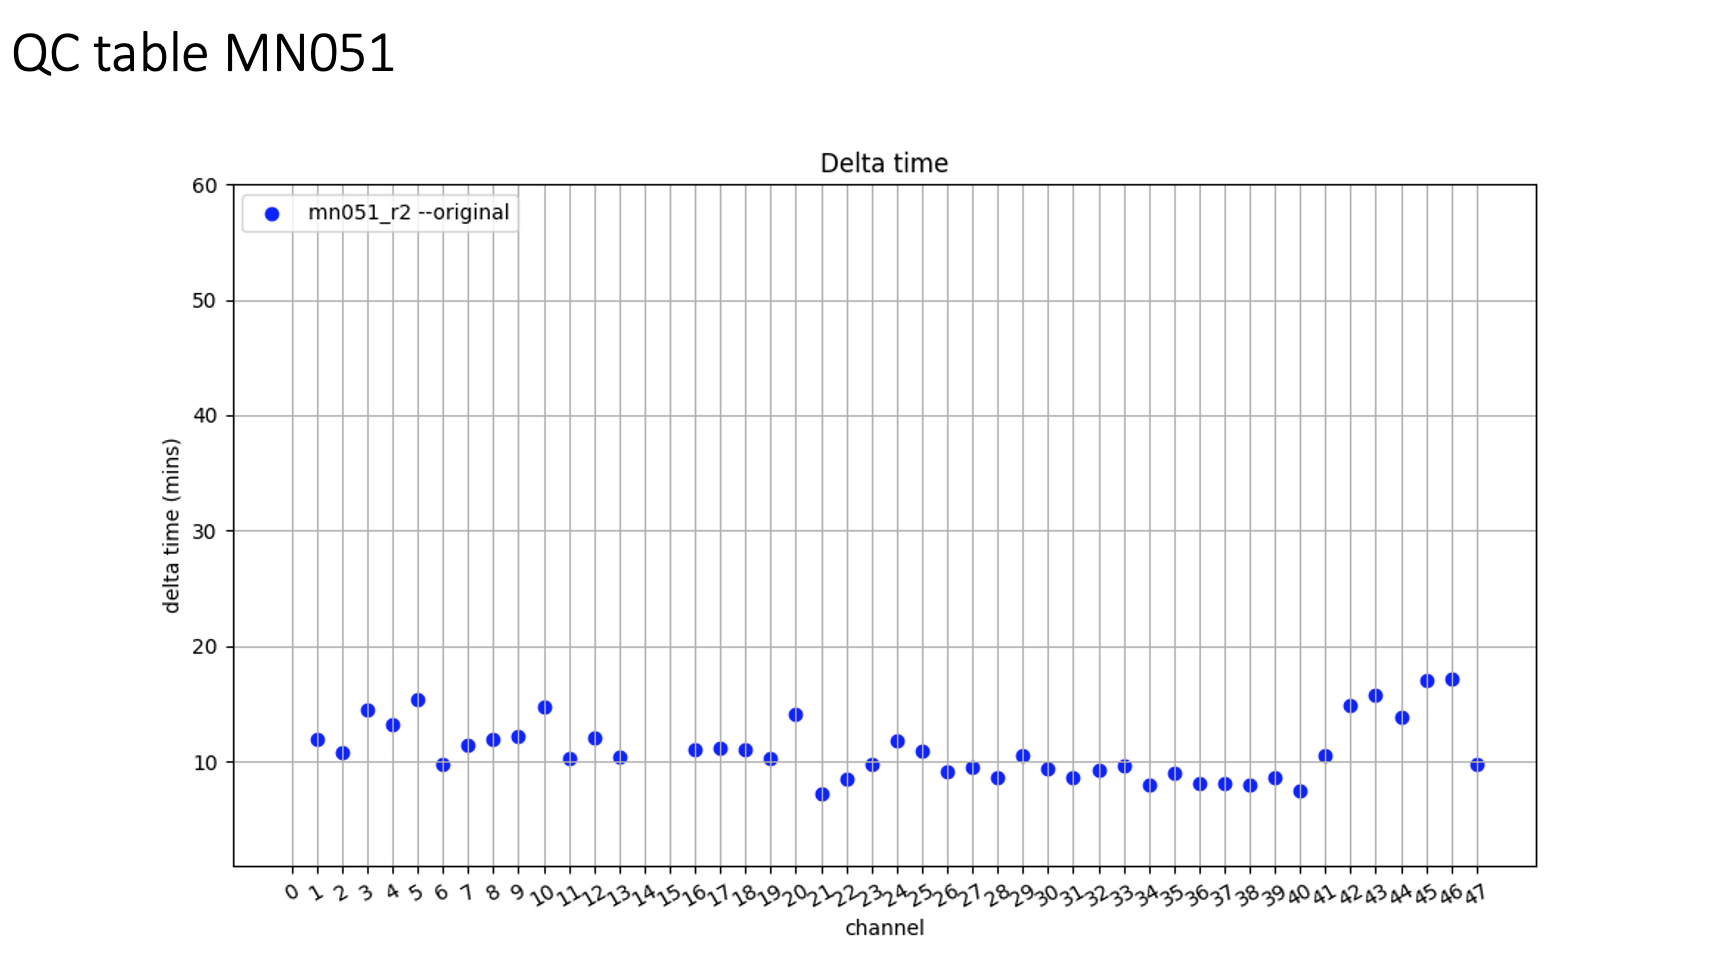 QC table MN051
Delta time
60
mn051_r2 --original
50
40
30
20
10
delta time (mins)
0 1 2 3 4 5 6 7 8 9 10 11 12 13 14 15 16 17 18 19 20 21 22 23 24 25 26 27 28 29 30 31 32 33 34 35 36 37 38 39 40 41 42 43 44 45 46 47
channel